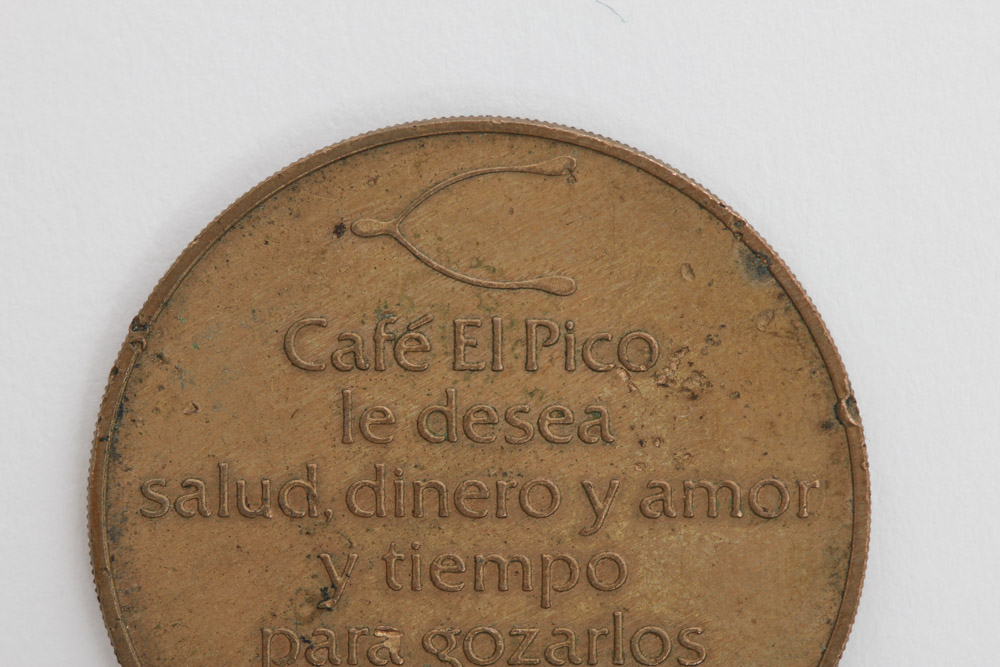 Café El Pico
le desea
salud, dinero y amor
y tiempo
para gozarlos